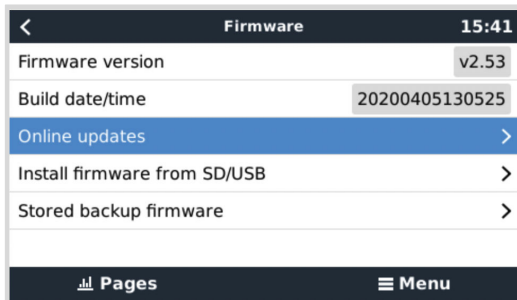 Firmware 15:41
Firmware version v2.53
Build date/time 20200405130525
Online updates
Install firmware from SD/USB
Stored backup firmware
Pages Menu